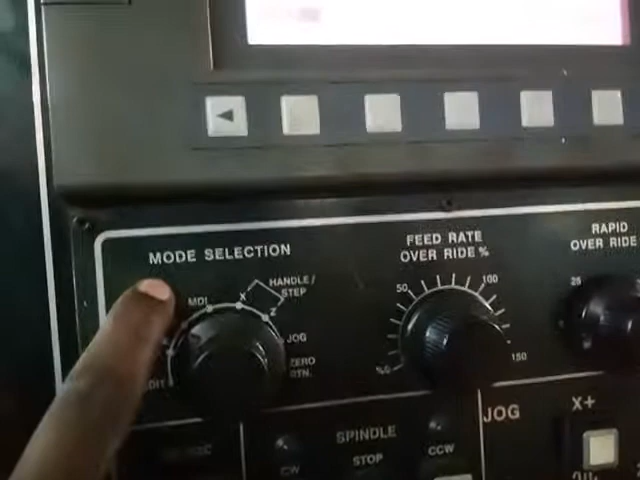 MODE SELECTION
FEED RATE
OVER RIDE %
RAPID
OVER RIDE
MDI
X
HANDLE/
STEP
Z
JOG
ZERO
RTN.
50
100
%0
150
25
SPINDLE
CW
STOP
CCW
JOG
X+